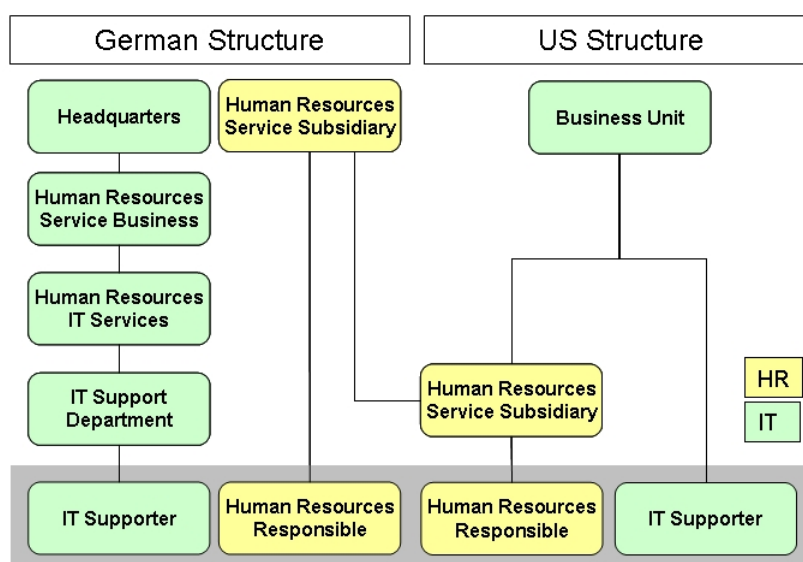 German Structure
US Structure
Headquarters
Human Resources
Service Subsidiary
Business Unit
Human Resources
Service Business
Human Resources
IT Services
IT Support
Department
Human Resources
Service Subsidiary
HR
IT
IT Supporter
Human Resources
Responsible
Human Resources
Responsible
IT Supporter